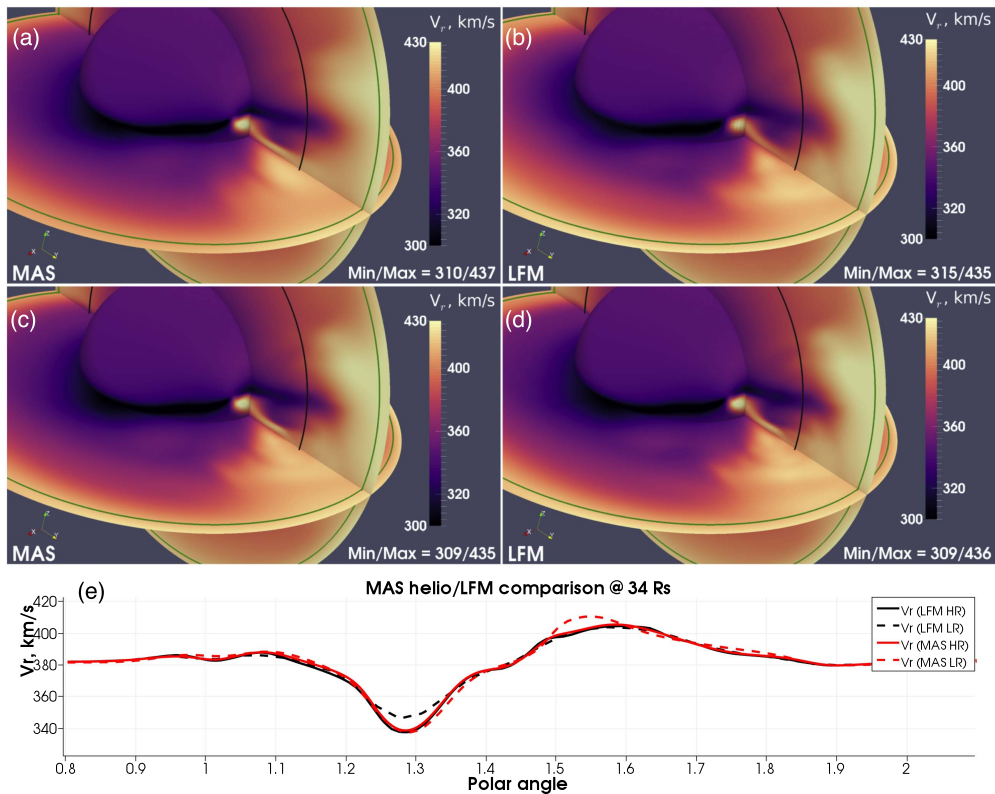 (a)
V_r, km/s
430
400
360
320
300
MAS
Min/Max = 310/437
(b)
V_r, km/s
430
400
360
320
300
LFM
Min/Max = 315/435
(c)
V_r, km/s
430
400
360
320
300
MAS
Min/Max = 309/435
(d)
V_r, km/s
430
400
360
320
300
LFM
Min/Max = 309/436
(e)
MAS helio/LFM comparison @ 34 Rs
Vr, km/s
420
400
380
360
340
Vr (LFM HR)
Vr (LFM LR)
Vr (MAS HR)
Vr (MAS LR)
0.8 0.9 1 1.1 1.2 1.3 1.4 1.5 1.6 1.7 1.8 1.9 2
Polar angle